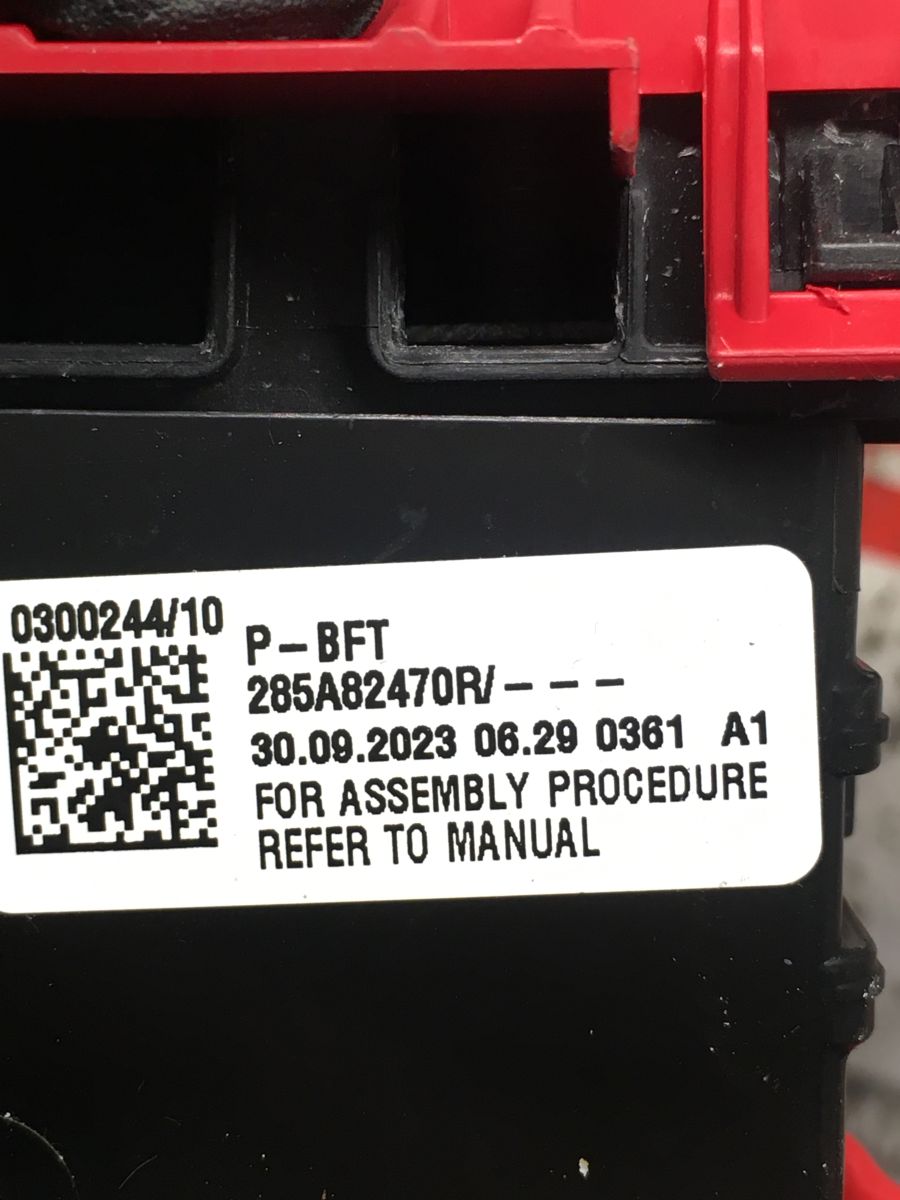 0300244/10
P-BFT
285A82470R/---
30.09.2023 06.29 0361 A1
FOR ASSEMBLY PROCEDURE
REFER TO MANUAL